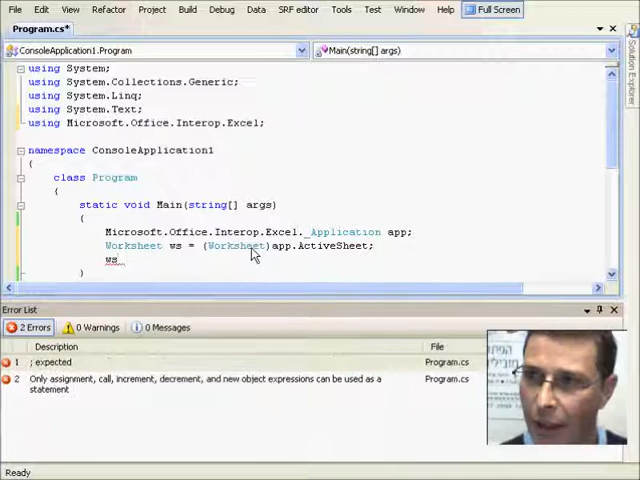 File Edit View Refactor Project Build Debug Data SRF editor Tools Test Window Help Full Screen
Program.cs*
ConsoleApplication1.Program Main(string[] args)
using System;
using System.Collections.Generic;
using System.Linq;
using System.Text;
using Microsoft.Office.Interop.Excel;
namespace ConsoleApplication1
{
class Program
{
static void Main(string[] args)
{
Microsoft.Office.Interop.Excel._Application app;
Worksheet ws = (Worksheet)app.ActiveSheet;
ws
}
Solution Explorer
Error List
2 Errors 0 Warnings 0 Messages
Description File
1 ; expected Program.cs
2 Only assignment, call, increment, decrement, and new object expressions can be used as a statement Program.cs
Ready